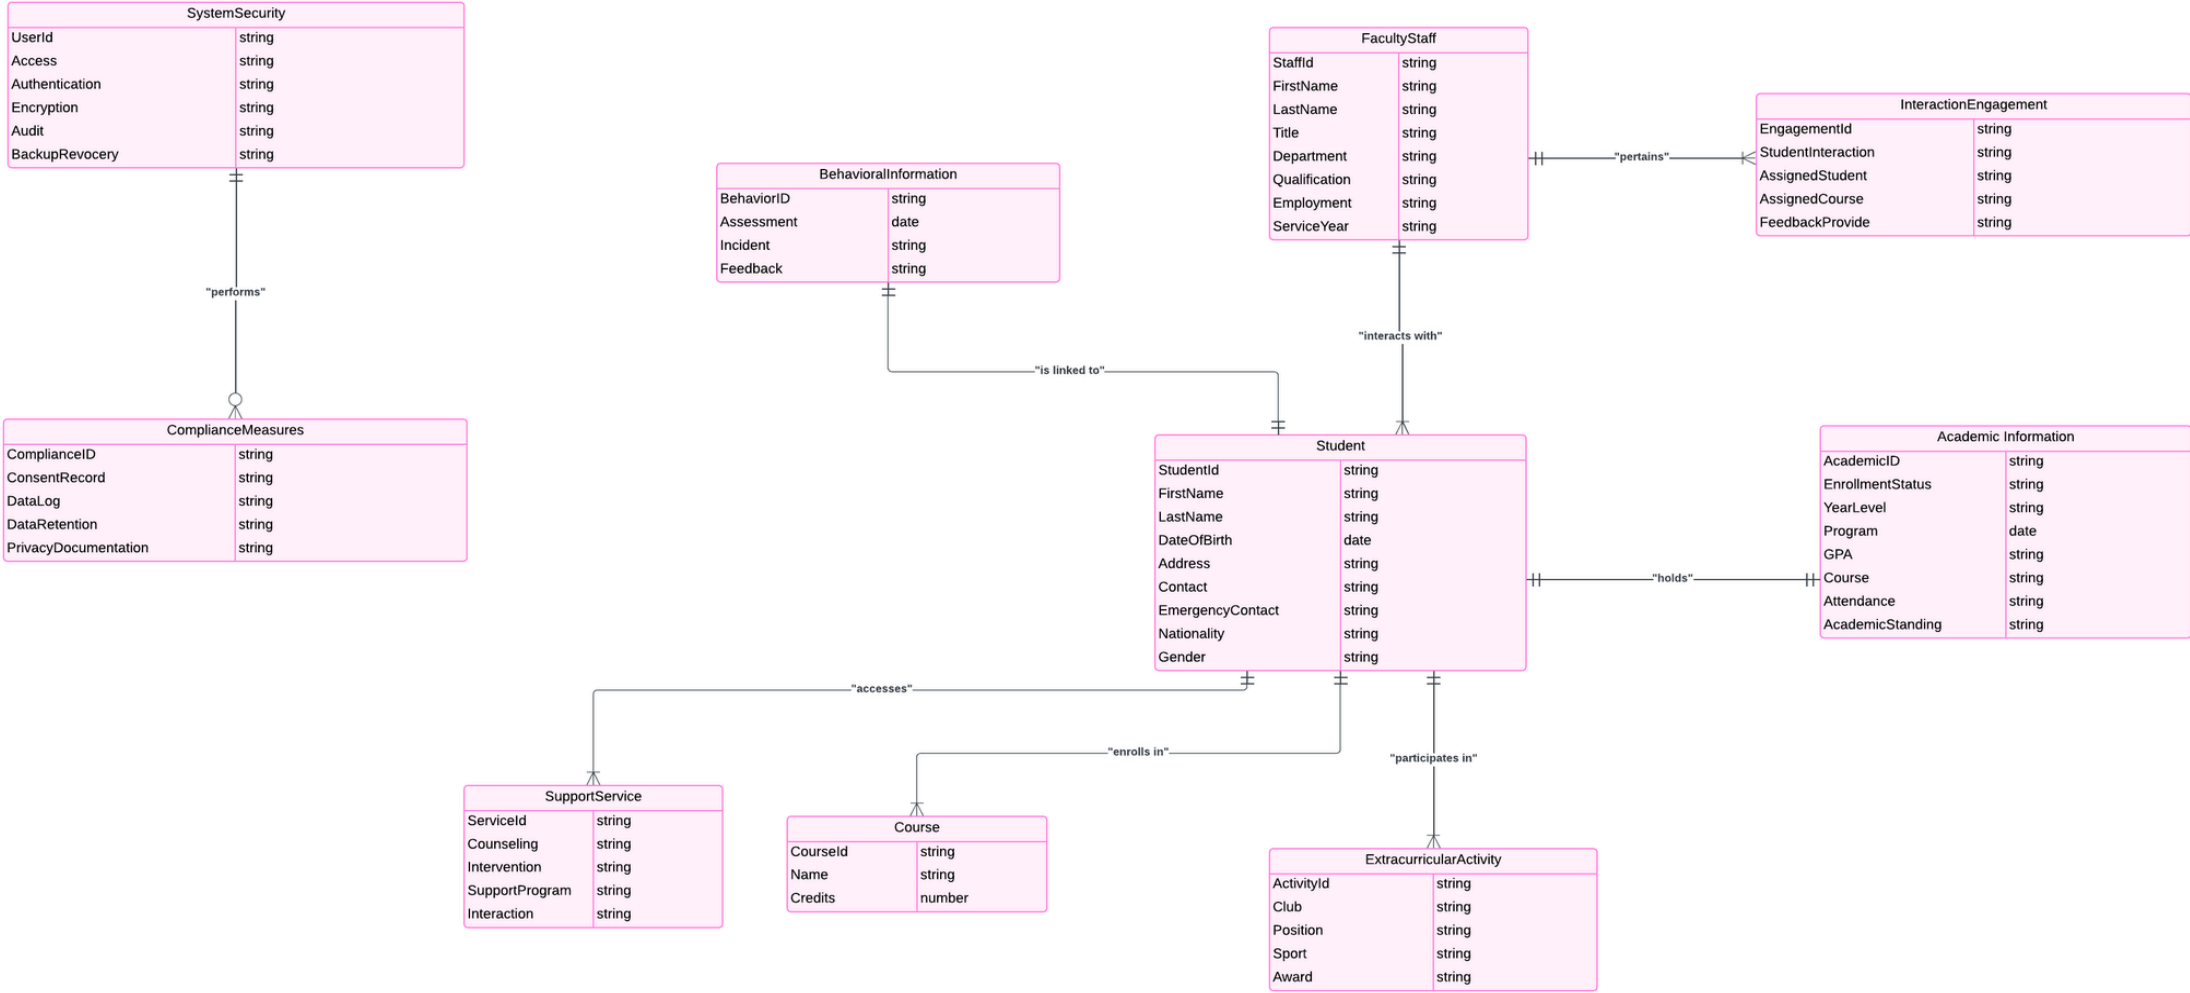 SystemSecurity
UserId string
Access string
Authentication string
Encryption string
Audit string
BackupRevocery string
"performs"
ComplianceMeasures
ComplianceID string
ConsentRecord string
DataLog string
DataRetention string
PrivacyDocumentation string
BehavioralInformation
BehaviorID string
Assessment date
Incident string
Feedback string
"is linked to"
FacultyStaff
StaffId string
FirstName string
LastName string
Title string
Department string
Qualification string
Employment string
ServiceYear string
"pertains"
InteractionEngagement
EngagementId string
StudentInteraction string
AssignedStudent string
AssignedCourse string
FeedbackProvide string
"interacts with"
Student
StudentId string
FirstName string
LastName string
DateOfBirth date
Address string
Contact string
EmergencyContact string
Nationality string
Gender string
"holds"
Academic Information
AcademicID string
EnrollmentStatus string
YearLevel string
Program date
GPA string
Course string
Attendance string
AcademicStanding string
"accesses"
"enrolls in"
"participates in"
SupportService
ServiceId string
Counseling string
Intervention string
SupportProgram string
Interaction string
Course
CourseId string
Name string
Credits number
ExtracurricularActivity
ActivityId string
Club string
Position string
Sport string
Award string